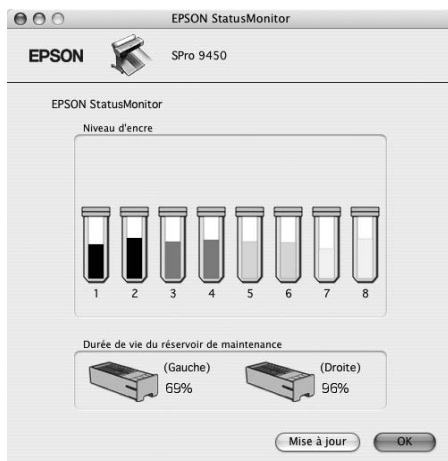 EPSON StatusMonitor
EPSON
SPro 9450
EPSON StatusMonitor
Niveau d'encre
1 2 3 4 5 6 7 8
Durée de vie du réservoir de maintenance
(Gauche) (Droite)
69% 96%
Mise à jour OK